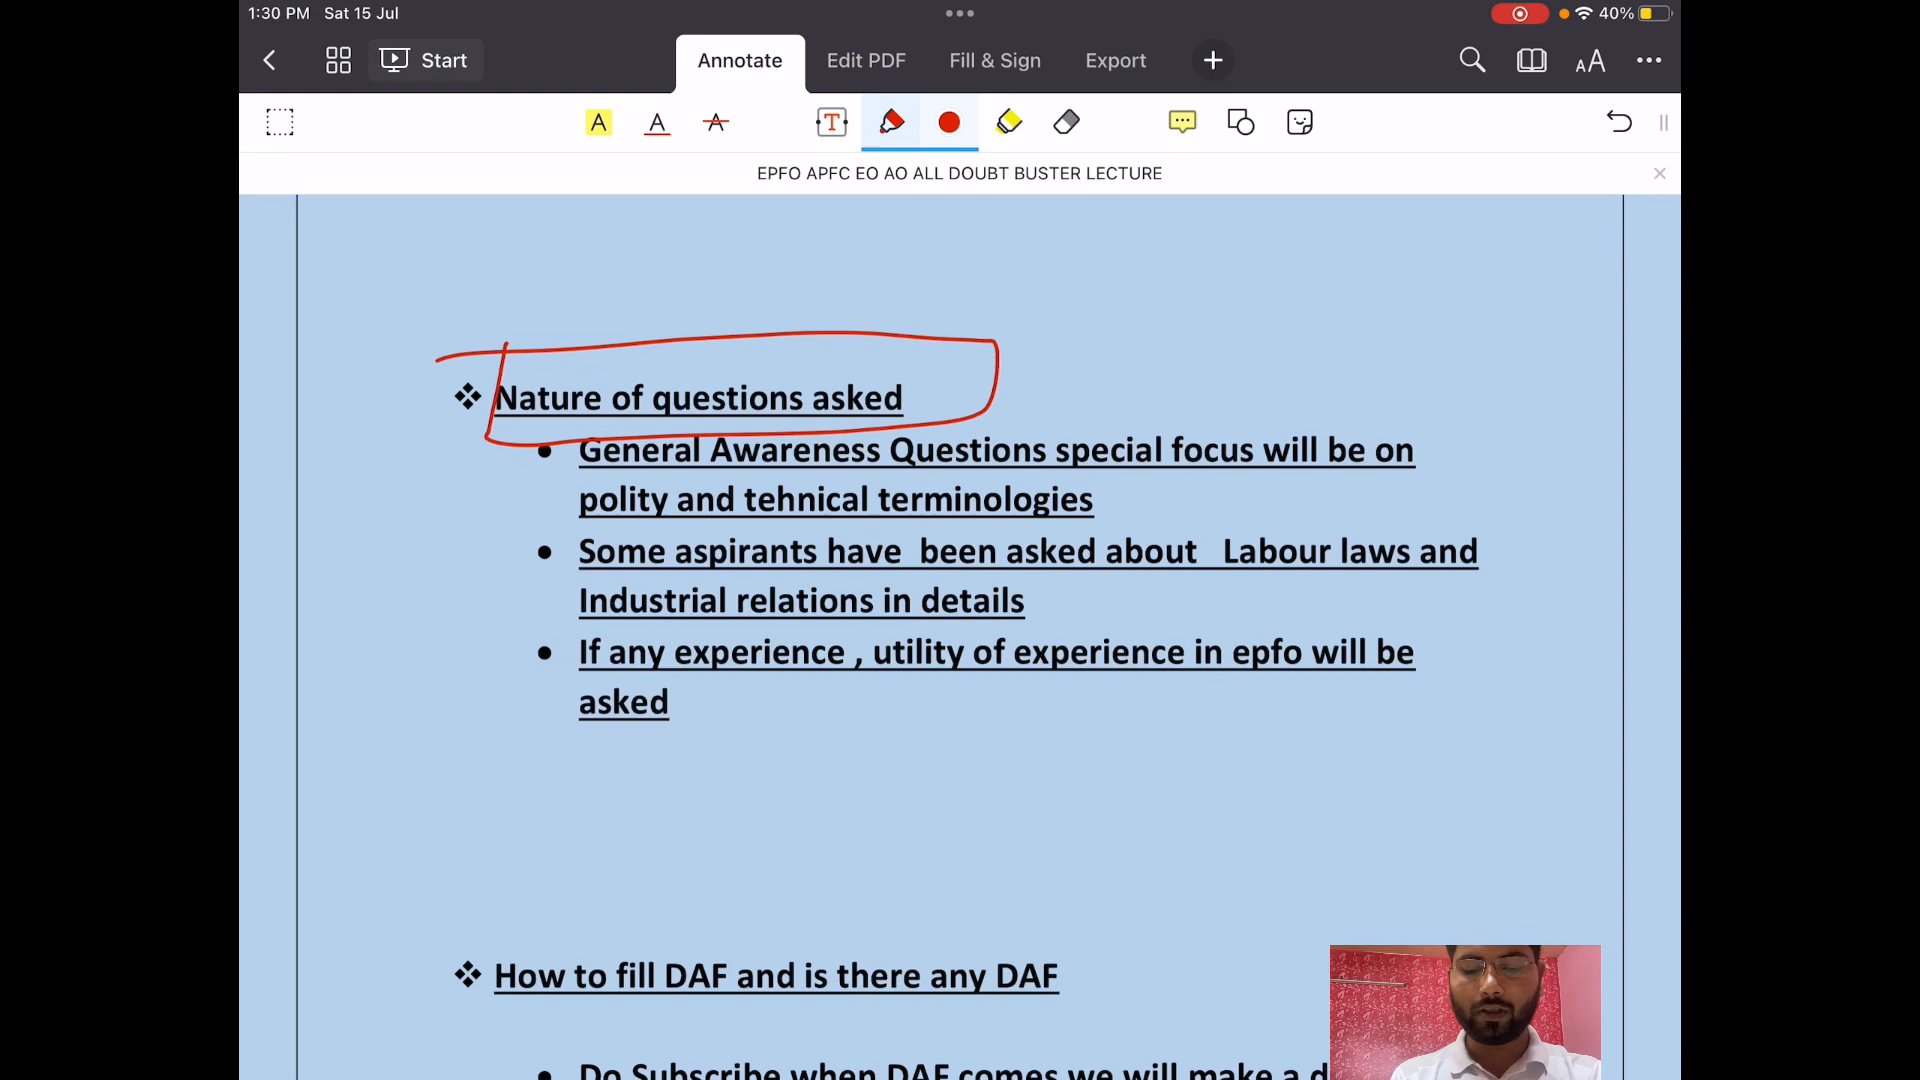 1:30 PM Sat 15 Jul
40%
Start
Annotate
Edit PDF
Fill & Sign
Export
EPFO APFC EO AO ALL DOUBT BUSTER LECTURE
❖ Nature of questions asked
• General Awareness Questions special focus will be on
polity and tehnical terminologies
• Some aspirants have been asked about Labour laws and
Industrial relations in details
• If any experience , utility of experience in epfo will be
asked
❖ How to fill DAF and is there any DAF
• Do Subscribe when DAF comes we will make a d